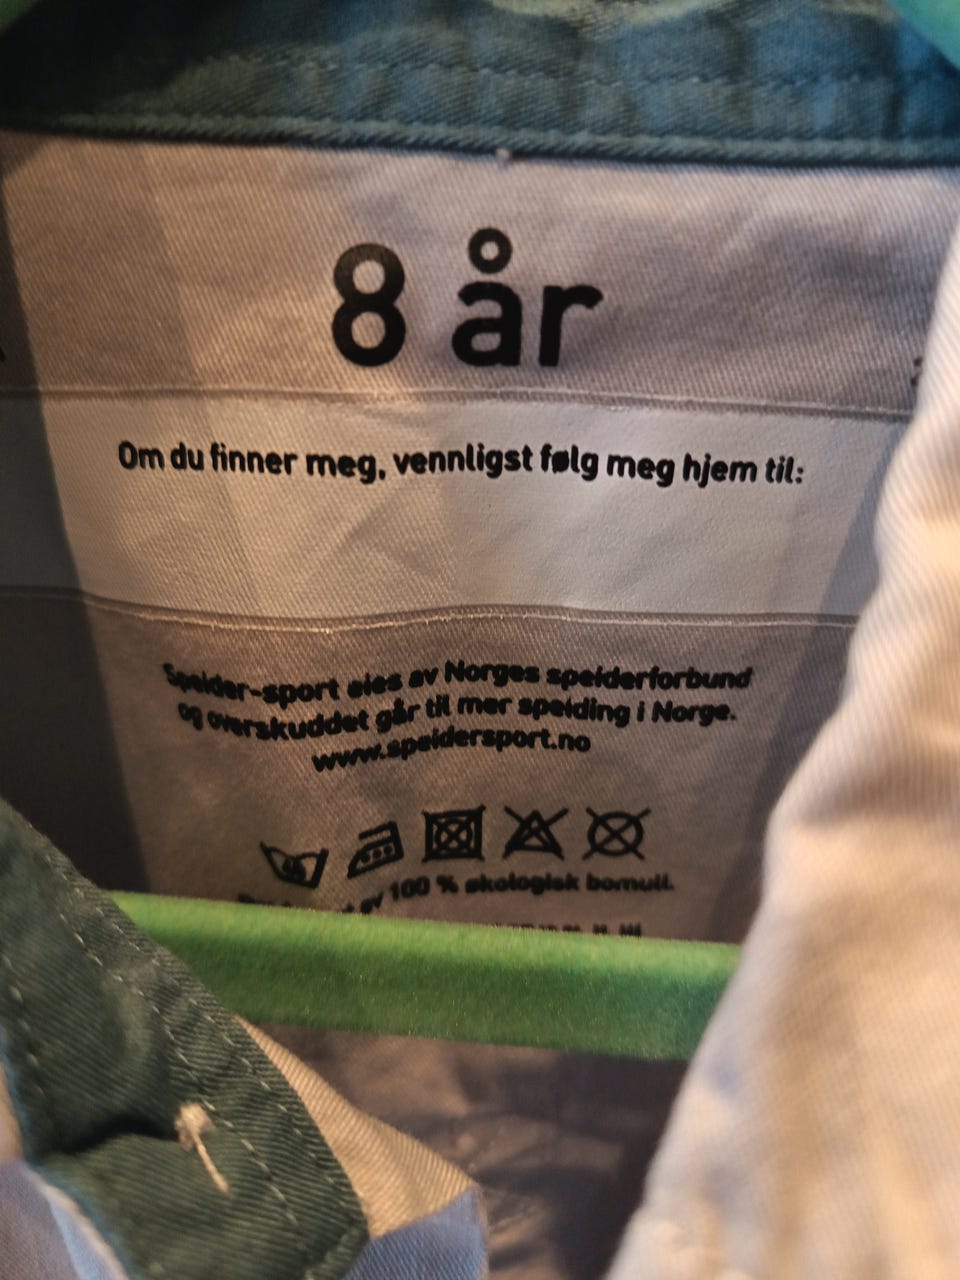 8 år
Om du finner meg, vennligst følg meg hjem til:
Speider-sport eies av Norges speiderforbund
og overskuddet går til mer speiding i Norge.
www.speidersport.no
av 100 % økologisk bomull.